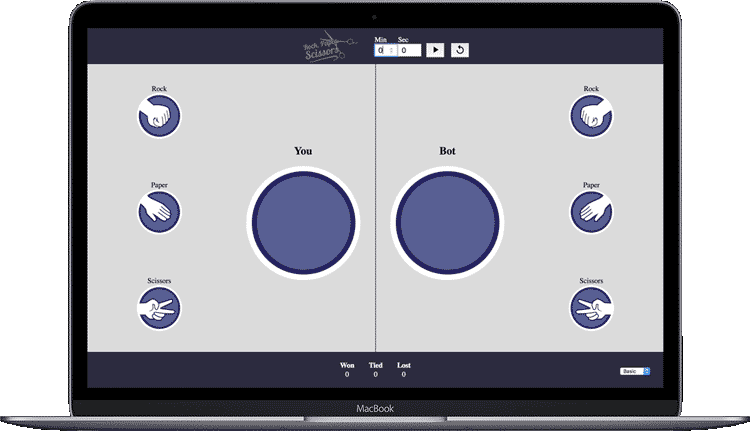 Rock, Paper
Scissors
Min Sec
0 0
Rock Rock
You Bot
Paper Paper
Scissors Scissors
Won Tied Lost
0 0 0
Basic
MacBook